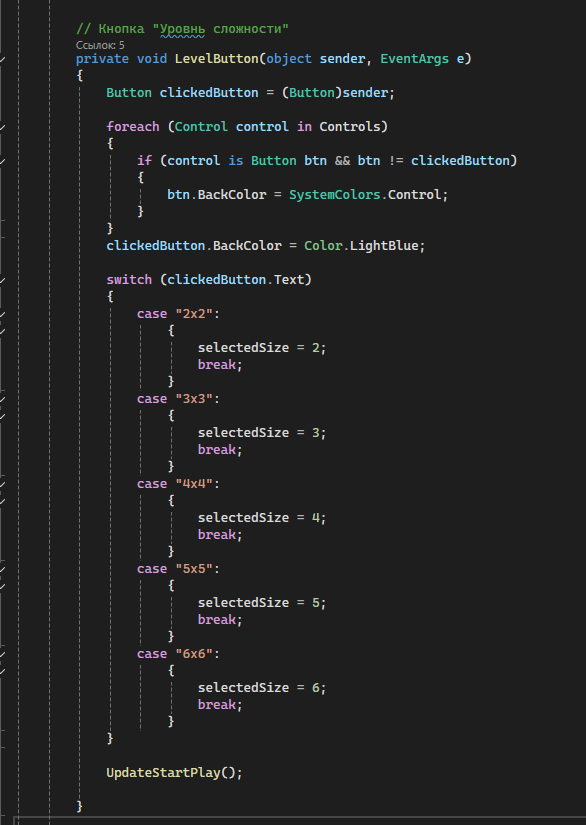 // Кнопка "Уровнь сложности"
Ссылок: 5
private void LevelButton(object sender, EventArgs e)
{
Button clickedButton = (Button)sender;
foreach (Control control in Controls)
{
if (control is Button btn && btn != clickedButton)
{
btn.BackColor = SystemColors.Control;
}
}
clickedButton.BackColor = Color.LightBlue;
switch (clickedButton.Text)
{
case "2x2":
{
selectedSize = 2;
break;
}
case "3x3":
{
selectedSize = 3;
break;
}
case "4x4":
{
selectedSize = 4;
break;
}
case "5x5":
{
selectedSize = 5;
break;
}
case "6x6":
{
selectedSize = 6;
break;
}
}
UpdateStartPlay();
}